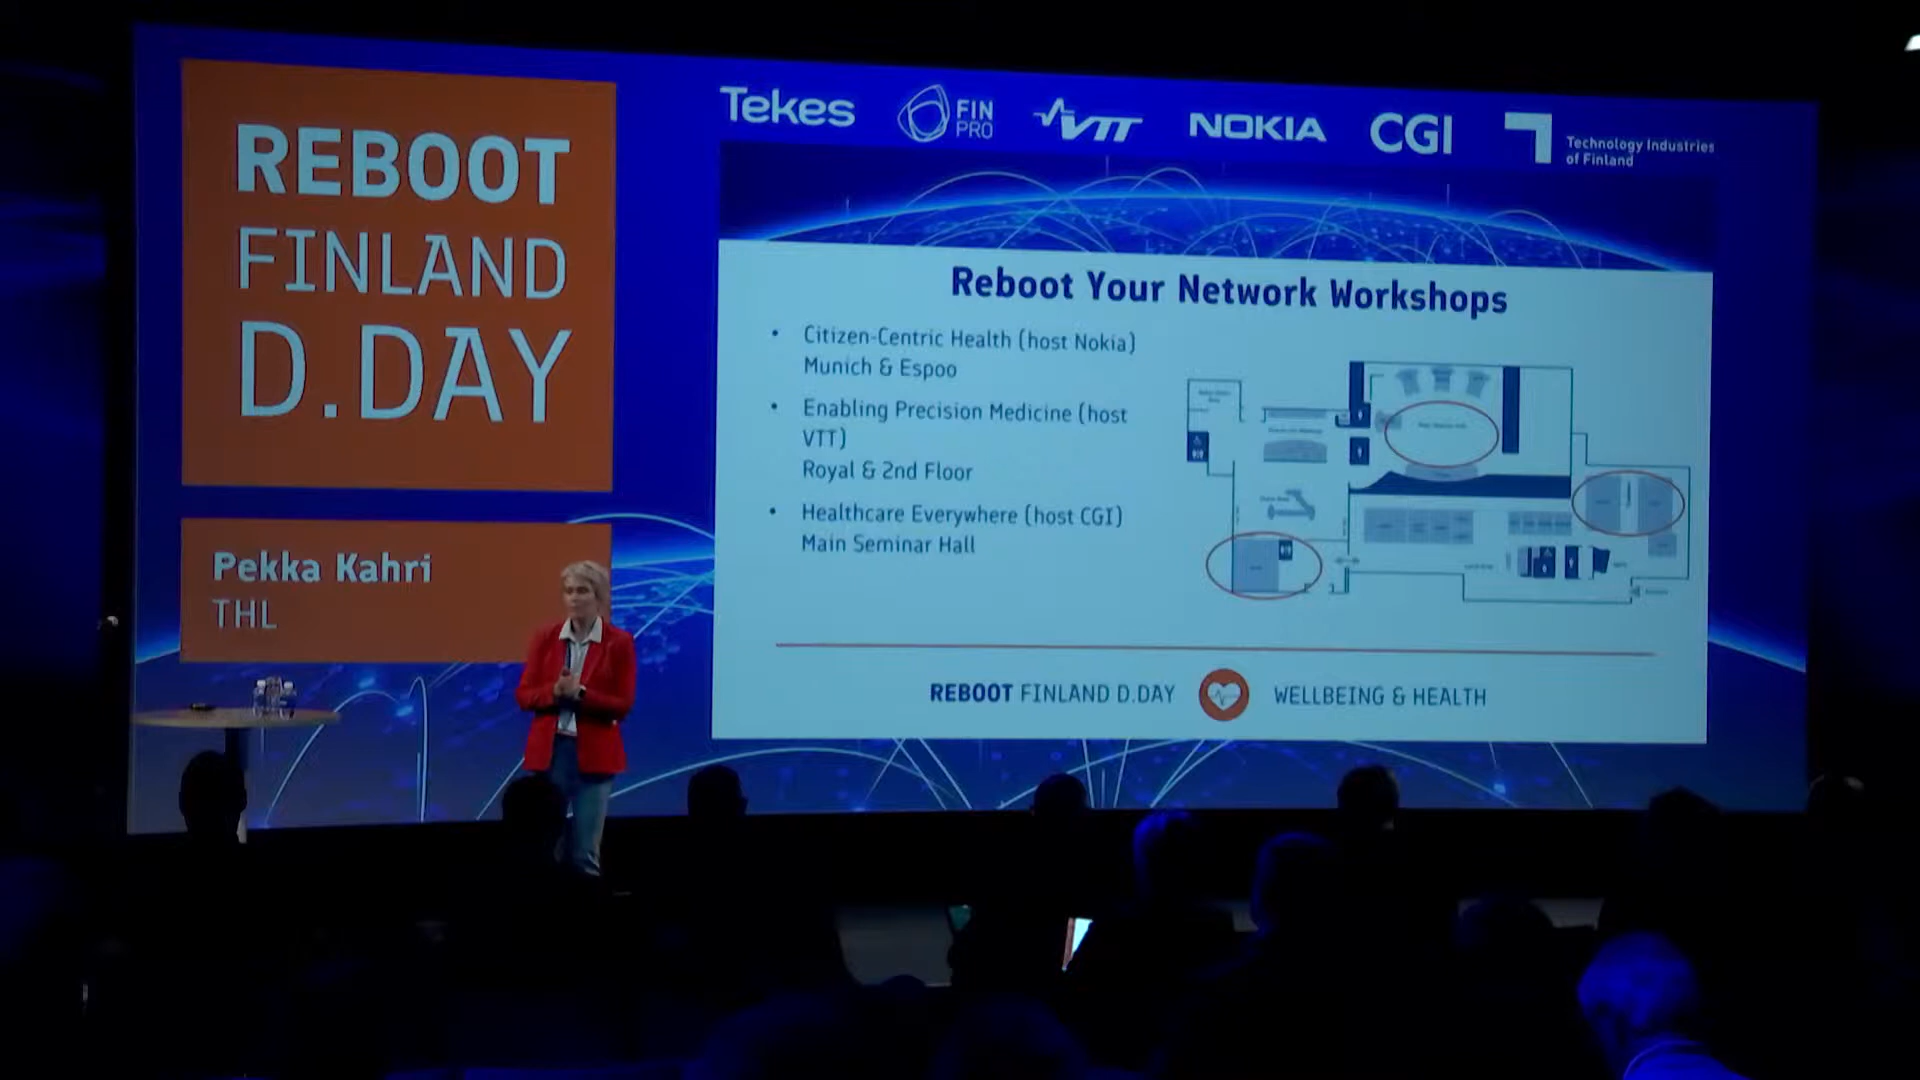 REBOOT
FINLAND
D.DAY
Pekka Kahri
THL
Tekes
FIN
PRO
VTT
NOKIA
CGI
Technology Industries
of Finland
Reboot Your Network Workshops
• Citizen-Centric Health (host Nokia)
Munich & Espoo
• Enabling Precision Medicine (host
VTT)
Royal & 2nd Floor
• Healthcare Everywhere (host CGI)
Main Seminar Hall
REBOOT FINLAND D.DAY
WELLBEING & HEALTH